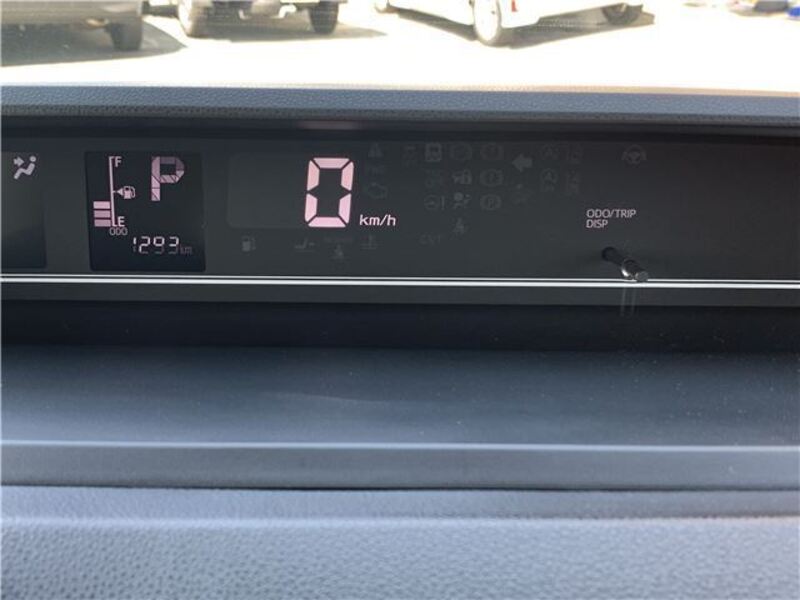 F
P
E
ODO
1293 km
0 km/h
ODO/TRIP
DISP
CVT